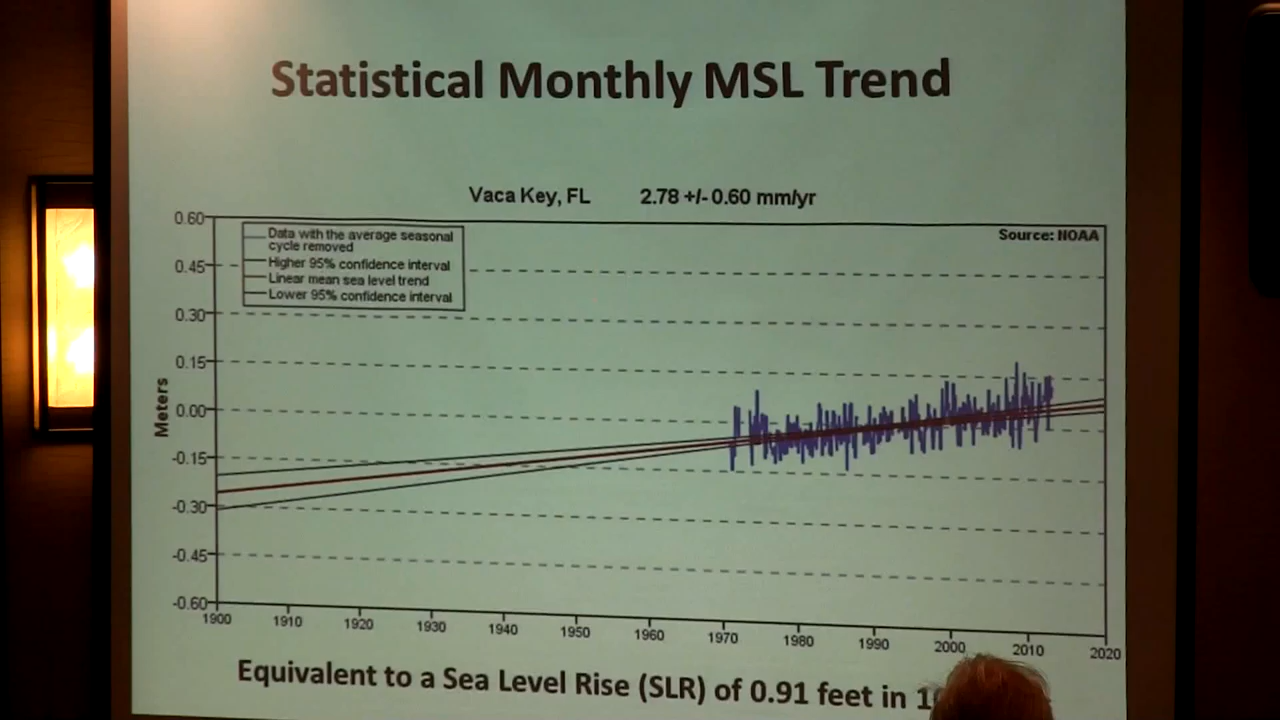 Statistical Monthly MSL Trend
Vaca Key, FL 2.78 +/- 0.60 mm/yr
Source: NOAA
Data with the average seasonal
cycle removed
Higher 95% confidence interval
Linear mean sea level trend
Lower 95% confidence interval
Meters
0.60
0.45
0.30
0.15
0.00
-0.15
-0.30
-0.45
-0.60
1900 1910 1920 1930 1940 1950 1960 1970 1980 1990 2000 2010 2020
Equivalent to a Sea Level Rise (SLR) of 0.91 feet in